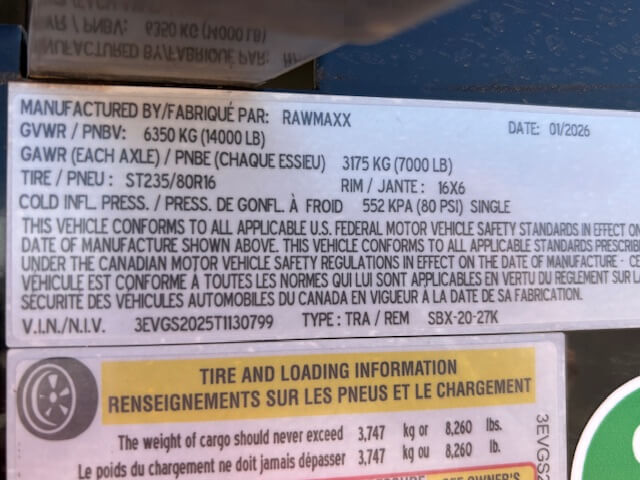 MANUFACTURED BY/FABRIQUÉ PAR: RAWMAXX
DATE: 01/2026
GVWR / PNBV: 6350 KG (14000 LB)
GAWR (EACH AXLE) / PNBE (CHAQUE ESSIEU) 3175 KG (7000 LB)
TIRE / PNEU: ST235/80R16 RIM / JANTE: 16X6
COLD INFL. PRESS. / PRESS. DE GONFL. À FROID 552 KPA (80 PSI) SINGLE
THIS VEHICLE CONFORMS TO ALL APPLICABLE U.S. FEDERAL MOTOR VEHICLE SAFETY STANDARDS IN EFFECT ON
DATE OF MANUFACTURE SHOWN ABOVE. THIS VEHICLE CONFORMS TO ALL APPLICABLE STANDARDS PRESCRIB
UNDER THE CANADIAN MOTOR VEHICLE SAFETY REGULATIONS IN EFFECT ON THE DATE OF MANUFACTURE - CE
VÉHICULE EST CONFORME À TOUTES LES NORMES QUI LUI SONT APPLICABLES EN VERTU DU RÈGLEMENT SUR LA
SÉCURITÉ DES VÉHICULES AUTOMOBILES DU CANADA EN VIGUEUR À LA DATE DE SA FABRICATION.
V.I.N./N.I.V. 3EVGS2025T1130799 TYPE: TRA / REM SBX-20-27K
TIRE AND LOADING INFORMATION
RENSEIGNEMENTS SUR LES PNEUS ET LE CHARGEMENT
The weight of cargo should never exceed 3,747 kg or 8,260 lbs.
Le poids du chargement ne doit jamais dépasser 3,747 kg ou 8,260 lb.
3EVGS2
SEE OWNER'S